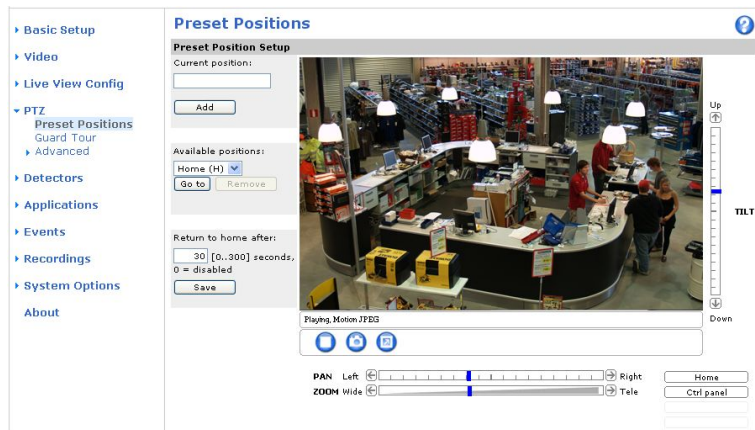 Basic Setup
Video
Live View Config
PTZ
Preset Positions
Guard Tour
Advanced
Detectors
Applications
Events
Recordings
System Options
About
Preset Positions
?
Preset Position Setup
Current position:
Add
Available positions:
Home (H)
Go to Remove
Return to home after:
30 [0..300] seconds,
0 = disabled
Save
Playing, Motion JPEG
Up
TILT
Down
PAN Left Right
ZOOM Wide Tele
Home
Ctrl panel